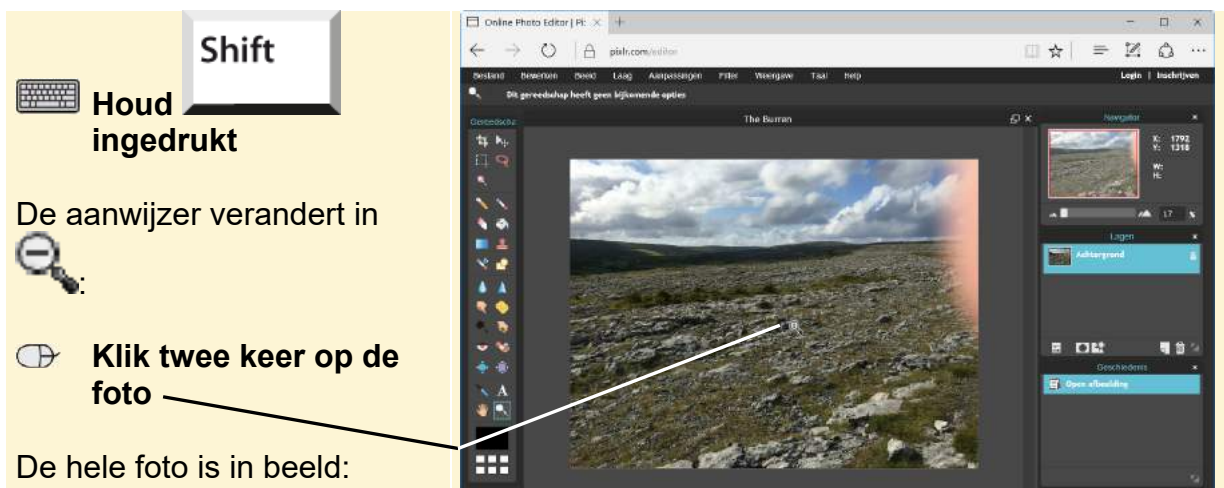 Shift
Houd
ingedrukt
De aanwijzer verandert in
:
Klik twee keer op de
foto
De hele foto is in beeld:
Online Photo Editor | Pi:
pixlr.com/editor
Bestand Bewerken Beeld Laag Aanpassingen Filter Weergave Taal Help
Login | Inschrijven
Dit gereedschap heeft geen bijkomende opties
Gereedscha
The Burren
Navigator
X: 1792
Y: 1318
W:
H:
17 %
Lagen
Achtergrond
Geschiedenis
Open afbeelding
A